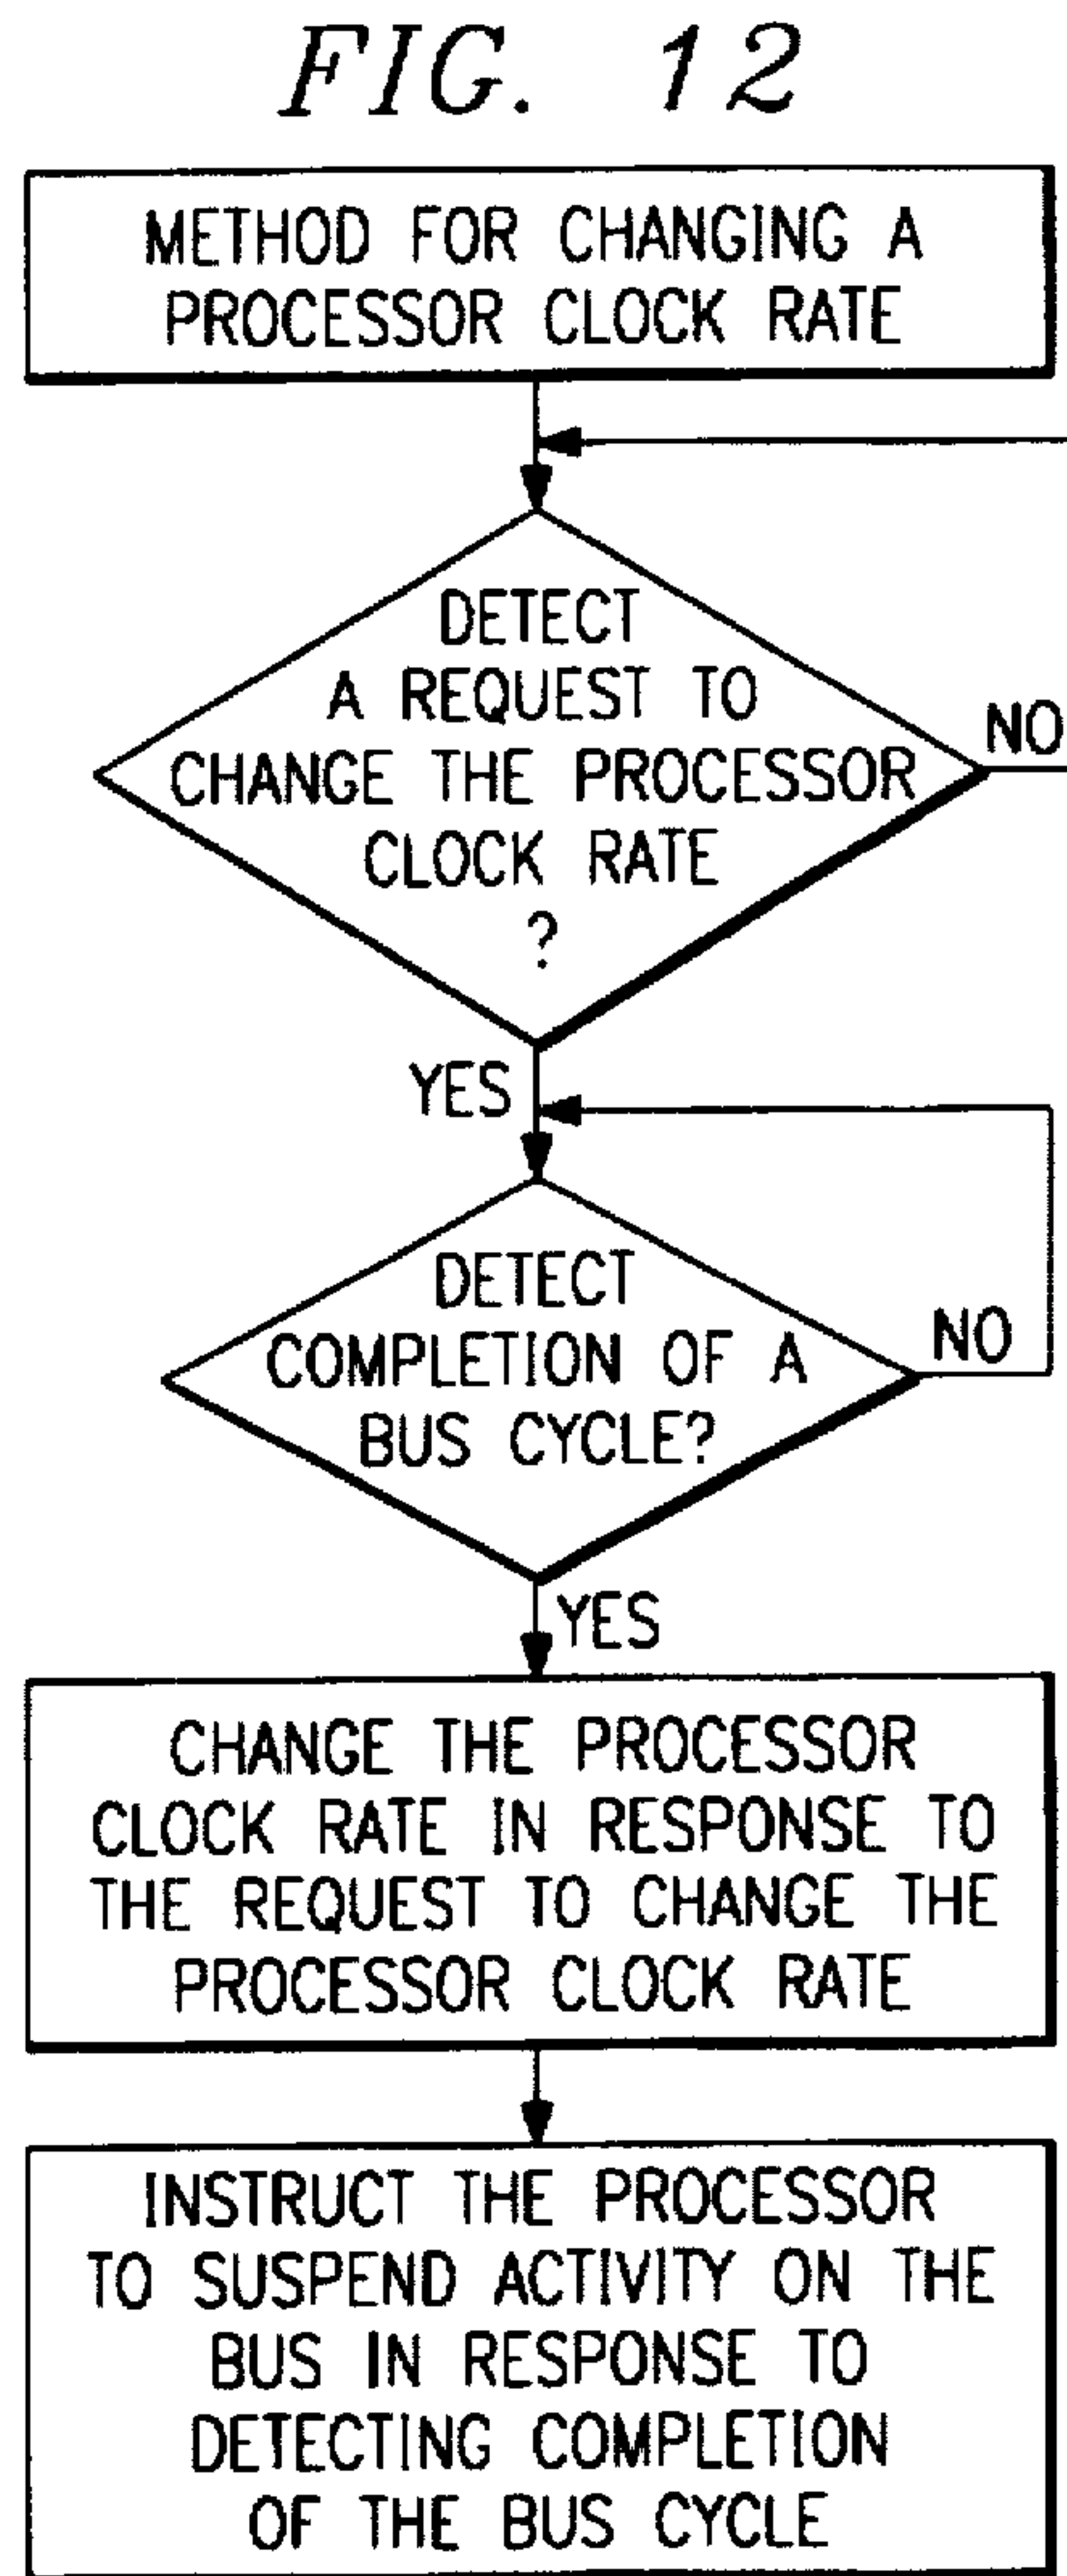 FIG. 12
METHOD FOR CHANGING A
PROCESSOR CLOCK RATE
DETECT
A REQUEST TO
CHANGE THE PROCESSOR
CLOCK RATE
?
NO
YES
DETECT
COMPLETION OF A
BUS CYCLE?
NO
YES
CHANGE THE PROCESSOR
CLOCK RATE IN RESPONSE TO
THE REQUEST TO CHANGE THE
PROCESSOR CLOCK RATE
INSTRUCT THE PROCESSOR
TO SUSPEND ACTIVITY ON THE
BUS IN RESPONSE TO
DETECTING COMPLETION
OF THE BUS CYCLE